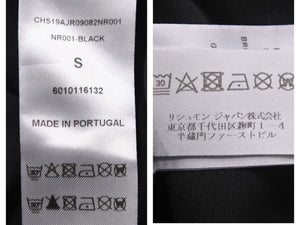 CHS19AJR09082NR001
NR001-BLACK
S
6010116132
MADE IN PORTUGAL
リシュモン ジャパン株式会社
東京都千代田区麹町1-4
半蔵門ファーストビル